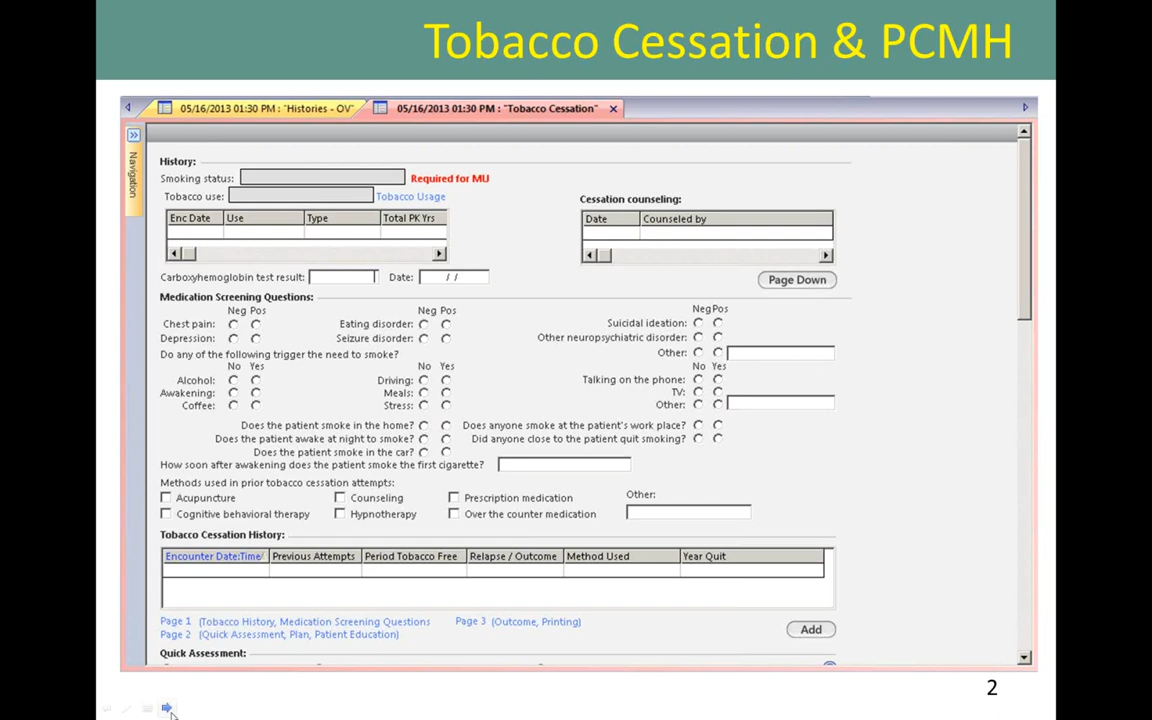 Tobacco Cessation & PCMH
05/16/2013 01:30 PM : "Histories - OV" 05/16/2013 01:30 PM : "Tobacco Cessation"
Navigation
History:
Smoking status: Required for MU
Tobacco use: Tobacco Usage
Cessation counseling:
Enc Date Use Type Total PK Yrs
Date Counseled by
Carboxyhemoglobin test result: Date: / /
Page Down
Medication Screening Questions:
Neg Pos Neg Pos Neg Pos
Chest pain: Eating disorder: Suicidal ideation:
Depression: Seizure disorder: Other neuropsychiatric disorder:
Other:
Do any of the following trigger the need to smoke?
No Yes No Yes No Yes
Alcohol: Driving: Talking on the phone:
Awakening: Meals: TV:
Coffee: Stress: Other:
Does the patient smoke in the home? Does anyone smoke at the patient's work place?
Does the patient awake at night to smoke? Did anyone close to the patient quit smoking?
Does the patient smoke in the car?
How soon after awakening does the patient smoke the first cigarette?
Methods used in prior tobacco cessation attempts:
Acupuncture Counseling Prescription medication Other:
Cognitive behavioral therapy Hypnotherapy Over the counter medication
Tobacco Cessation History:
Encounter Date:Time/ Previous Attempts Period Tobacco Free Relapse / Outcome Method Used Year Quit
Page 1 (Tobacco History, Medication Screening Questions Page 3 (Outcome, Printing)
Page 2 (Quick Assessment, Plan, Patient Education)
Add
Quick Assessment:
2